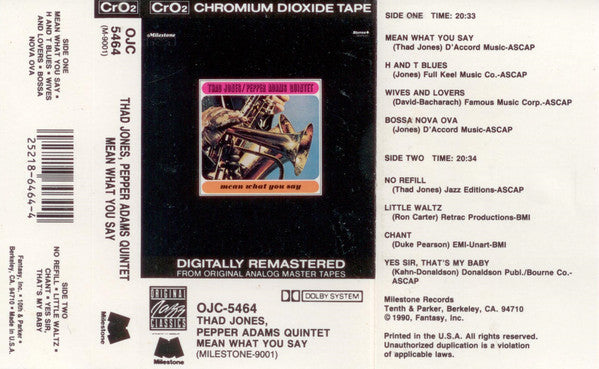 SIDE ONE
MEAN WHAT YOU SAY •
H AND T BLUES • WIVES
AND LOVERS • BOSSA
NOVA OVA
25218-6464-4
SIDE TWO
NO REFILL • LITTLE WALTZ •
CHANT • YES SIR,
THAT'S MY BABY
Fantasy, Inc. • 10th & Parker •
Berkeley, CA. 94710 • Made in U.S.A.
CrO2
OJC
5464
(M-9001)
THAD JONES, PEPPER ADAMS QUINTET
MEAN WHAT YOU SAY
Milestone
CrO2 CHROMIUM DIOXIDE TAPE
Milestone
Stereo
THAD JONES / PEPPER ADAMS QUINTET
mean what you say
DIGITALLY REMASTERED
FROM ORIGINAL ANALOG MASTER TAPES
ORIGINAL
Jazz
CLASSICS
Milestone
OJC-5464
DOLBY SYSTEM
THAD JONES,
PEPPER ADAMS QUINTET
MEAN WHAT YOU SAY
(MILESTONE-9001)
SIDE ONE TIME: 20:33
MEAN WHAT YOU SAY
(Thad Jones) D'Accord Music-ASCAP
H AND T BLUES
(Jones) Full Keel Music Co.-ASCAP
WIVES AND LOVERS
(David-Bacharach) Famous Music Corp.-ASCAP
BOSSA NOVA OVA
(Jones) D'Accord Music-ASCAP
SIDE TWO TIME: 20:34
NO REFILL
(Thad Jones) Jazz Editions-ASCAP
LITTLE WALTZ
(Ron Carter) Retrac Productions-BMI
CHANT
(Duke Pearson) EMI-Unart-BMI
YES SIR, THAT'S MY BABY
(Kahn-Donaldson) Donaldson Publ./Bourne Co.-
ASCAP
Milestone Records
Tenth & Parker, Berkeley, CA. 94710
© 1990, Fantasy, Inc.
Printed in the U.S.A. All rights reserved.
Unauthorized duplication is a violation
of applicable laws.